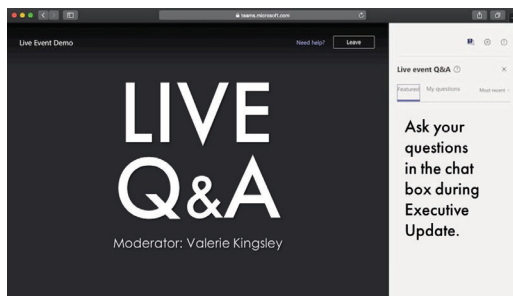 teams.microsoft.com
Live Event Demo
Need help?
Leave
LIVE
Q&A
Moderator: Valerie Kingsley
Live event Q&A
Featured
My questions
Most recent
Ask your
questions
in the chat
box during
Executive
Update.